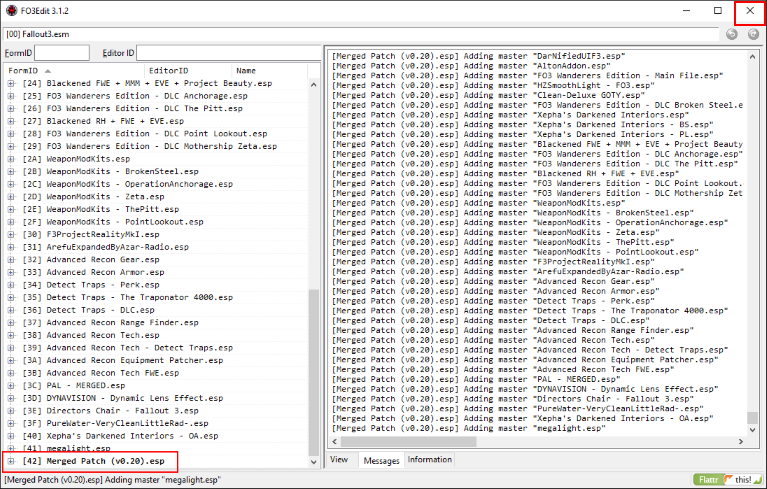 FO3Edit 3.1.2
[00] Fallout3.esm
FormID
Editor ID
FormID EditorID Name
[24] Blackened FWE + MMM + EVE + Project Beauty.esp
[25] FO3 Wanderers Edition - DLC Anchorage.esp
[26] FO3 Wanderers Edition - DLC The Pitt.esp
[27] Blackened RH + FWE + EVE.esp
[28] FO3 Wanderers Edition - DLC Point Lookout.esp
[29] FO3 Wanderers Edition - DLC Mothership Zeta.esp
[2A] WeaponModKits.esp
[2B] WeaponModKits - BrokenSteel.esp
[2C] WeaponModKits - OperationAnchorage.esp
[2D] WeaponModKits - Zeta.esp
[2E] WeaponModKits - ThePitt.esp
[2F] WeaponModKits - PointLookout.esp
[30] F3ProjectRealityMkI.esp
[31] ArefuExpandedByAzar-Radio.esp
[32] Advanced Recon Gear.esp
[33] Advanced Recon Armor.esp
[34] Detect Traps - Perk.esp
[35] Detect Traps - The Traponator 4000.esp
[36] Detect Traps - DLC.esp
[37] Advanced Recon Range Finder.esp
[38] Advanced Recon Tech.esp
[39] Advanced Recon Tech - Detect Traps.esp
[3A] Advanced Recon Equipment Patcher.esp
[3B] Advanced Recon Tech FWE.esp
[3C] PAL - MERGED.esp
[3D] DYNAVISION - Dynamic Lens Effect.esp
[3E] Directors Chair - Fallout 3.esp
[3F] PureWater-VeryCleanLittleRad-.esp
[40] Xepha's Darkened Interiors - OA.esp
[41] megalight.esp
[42] Merged Patch (v0.20).esp
[Merged Patch (v0.20).esp] Adding master "DarNifiedUIF3.esp"
[Merged Patch (v0.20).esp] Adding master "AltonAddon.esp"
[Merged Patch (v0.20).esp] Adding master "FO3 Wanderers Edition - Main File.esp"
[Merged Patch (v0.20).esp] Adding master "HZSmoothLight - FO3.esp"
[Merged Patch (v0.20).esp] Adding master "Clean-Deluxe GOTY.esp"
[Merged Patch (v0.20).esp] Adding master "FO3 Wanderers Edition - DLC Broken Steel.e
[Merged Patch (v0.20).esp] Adding master "Xepha's Darkened Interiors.esp"
[Merged Patch (v0.20).esp] Adding master "Xepha's Darkened Interiors - BS.esp"
[Merged Patch (v0.20).esp] Adding master "Xepha's Darkened Interiors - PL.esp"
[Merged Patch (v0.20).esp] Adding master "Blackened FWE + MMM + EVE + Project Beauty
[Merged Patch (v0.20).esp] Adding master "FO3 Wanderers Edition - DLC Anchorage.esp"
[Merged Patch (v0.20).esp] Adding master "FO3 Wanderers Edition - DLC The Pitt.esp"
[Merged Patch (v0.20).esp] Adding master "Blackened RH + FWE + EVE.esp"
[Merged Patch (v0.20).esp] Adding master "FO3 Wanderers Edition - DLC Point Lookout.es
[Merged Patch (v0.20).esp] Adding master "FO3 Wanderers Edition - DLC Mothership Zet
[Merged Patch (v0.20).esp] Adding master "WeaponModKits.esp"
[Merged Patch (v0.20).esp] Adding master "WeaponModKits - BrokenSteel.esp"
[Merged Patch (v0.20).esp] Adding master "WeaponModKits - OperationAnchorage.esp"
[Merged Patch (v0.20).esp] Adding master "WeaponModKits - Zeta.esp"
[Merged Patch (v0.20).esp] Adding master "WeaponModKits - ThePitt.esp"
[Merged Patch (v0.20).esp] Adding master "WeaponModKits - PointLookout.esp"
[Merged Patch (v0.20).esp] Adding master "F3ProjectRealityMkI.esp"
[Merged Patch (v0.20).esp] Adding master "ArefuExpandedByAzar-Radio.esp"
[Merged Patch (v0.20).esp] Adding master "Advanced Recon Gear.esp"
[Merged Patch (v0.20).esp] Adding master "Advanced Recon Armor.esp"
[Merged Patch (v0.20).esp] Adding master "Detect Traps - Perk.esp"
[Merged Patch (v0.20).esp] Adding master "Detect Traps - The Traponator 4000.esp"
[Merged Patch (v0.20).esp] Adding master "Detect Traps - DLC.esp"
[Merged Patch (v0.20).esp] Adding master "Advanced Recon Range Finder.esp"
[Merged Patch (v0.20).esp] Adding master "Advanced Recon Tech.esp"
[Merged Patch (v0.20).esp] Adding master "Advanced Recon Tech - Detect Traps.esp"
[Merged Patch (v0.20).esp] Adding master "Advanced Recon Equipment Patcher.esp"
[Merged Patch (v0.20).esp] Adding master "Advanced Recon Tech FWE.esp"
[Merged Patch (v0.20).esp] Adding master "PAL - MERGED.esp"
[Merged Patch (v0.20).esp] Adding master "DYNAVISION - Dynamic Lens Effect.esp"
[Merged Patch (v0.20).esp] Adding master "Directors Chair - Fallout 3.esp"
[Merged Patch (v0.20).esp] Adding master "PureWater-VeryCleanLittleRad-.esp"
[Merged Patch (v0.20).esp] Adding master "Xepha's Darkened Interiors - OA.esp"
[Merged Patch (v0.20).esp] Adding master "megalight.esp"
View Messages Information
[Merged Patch (v0.20).esp] Adding master "megalight.esp"
Flattr this!